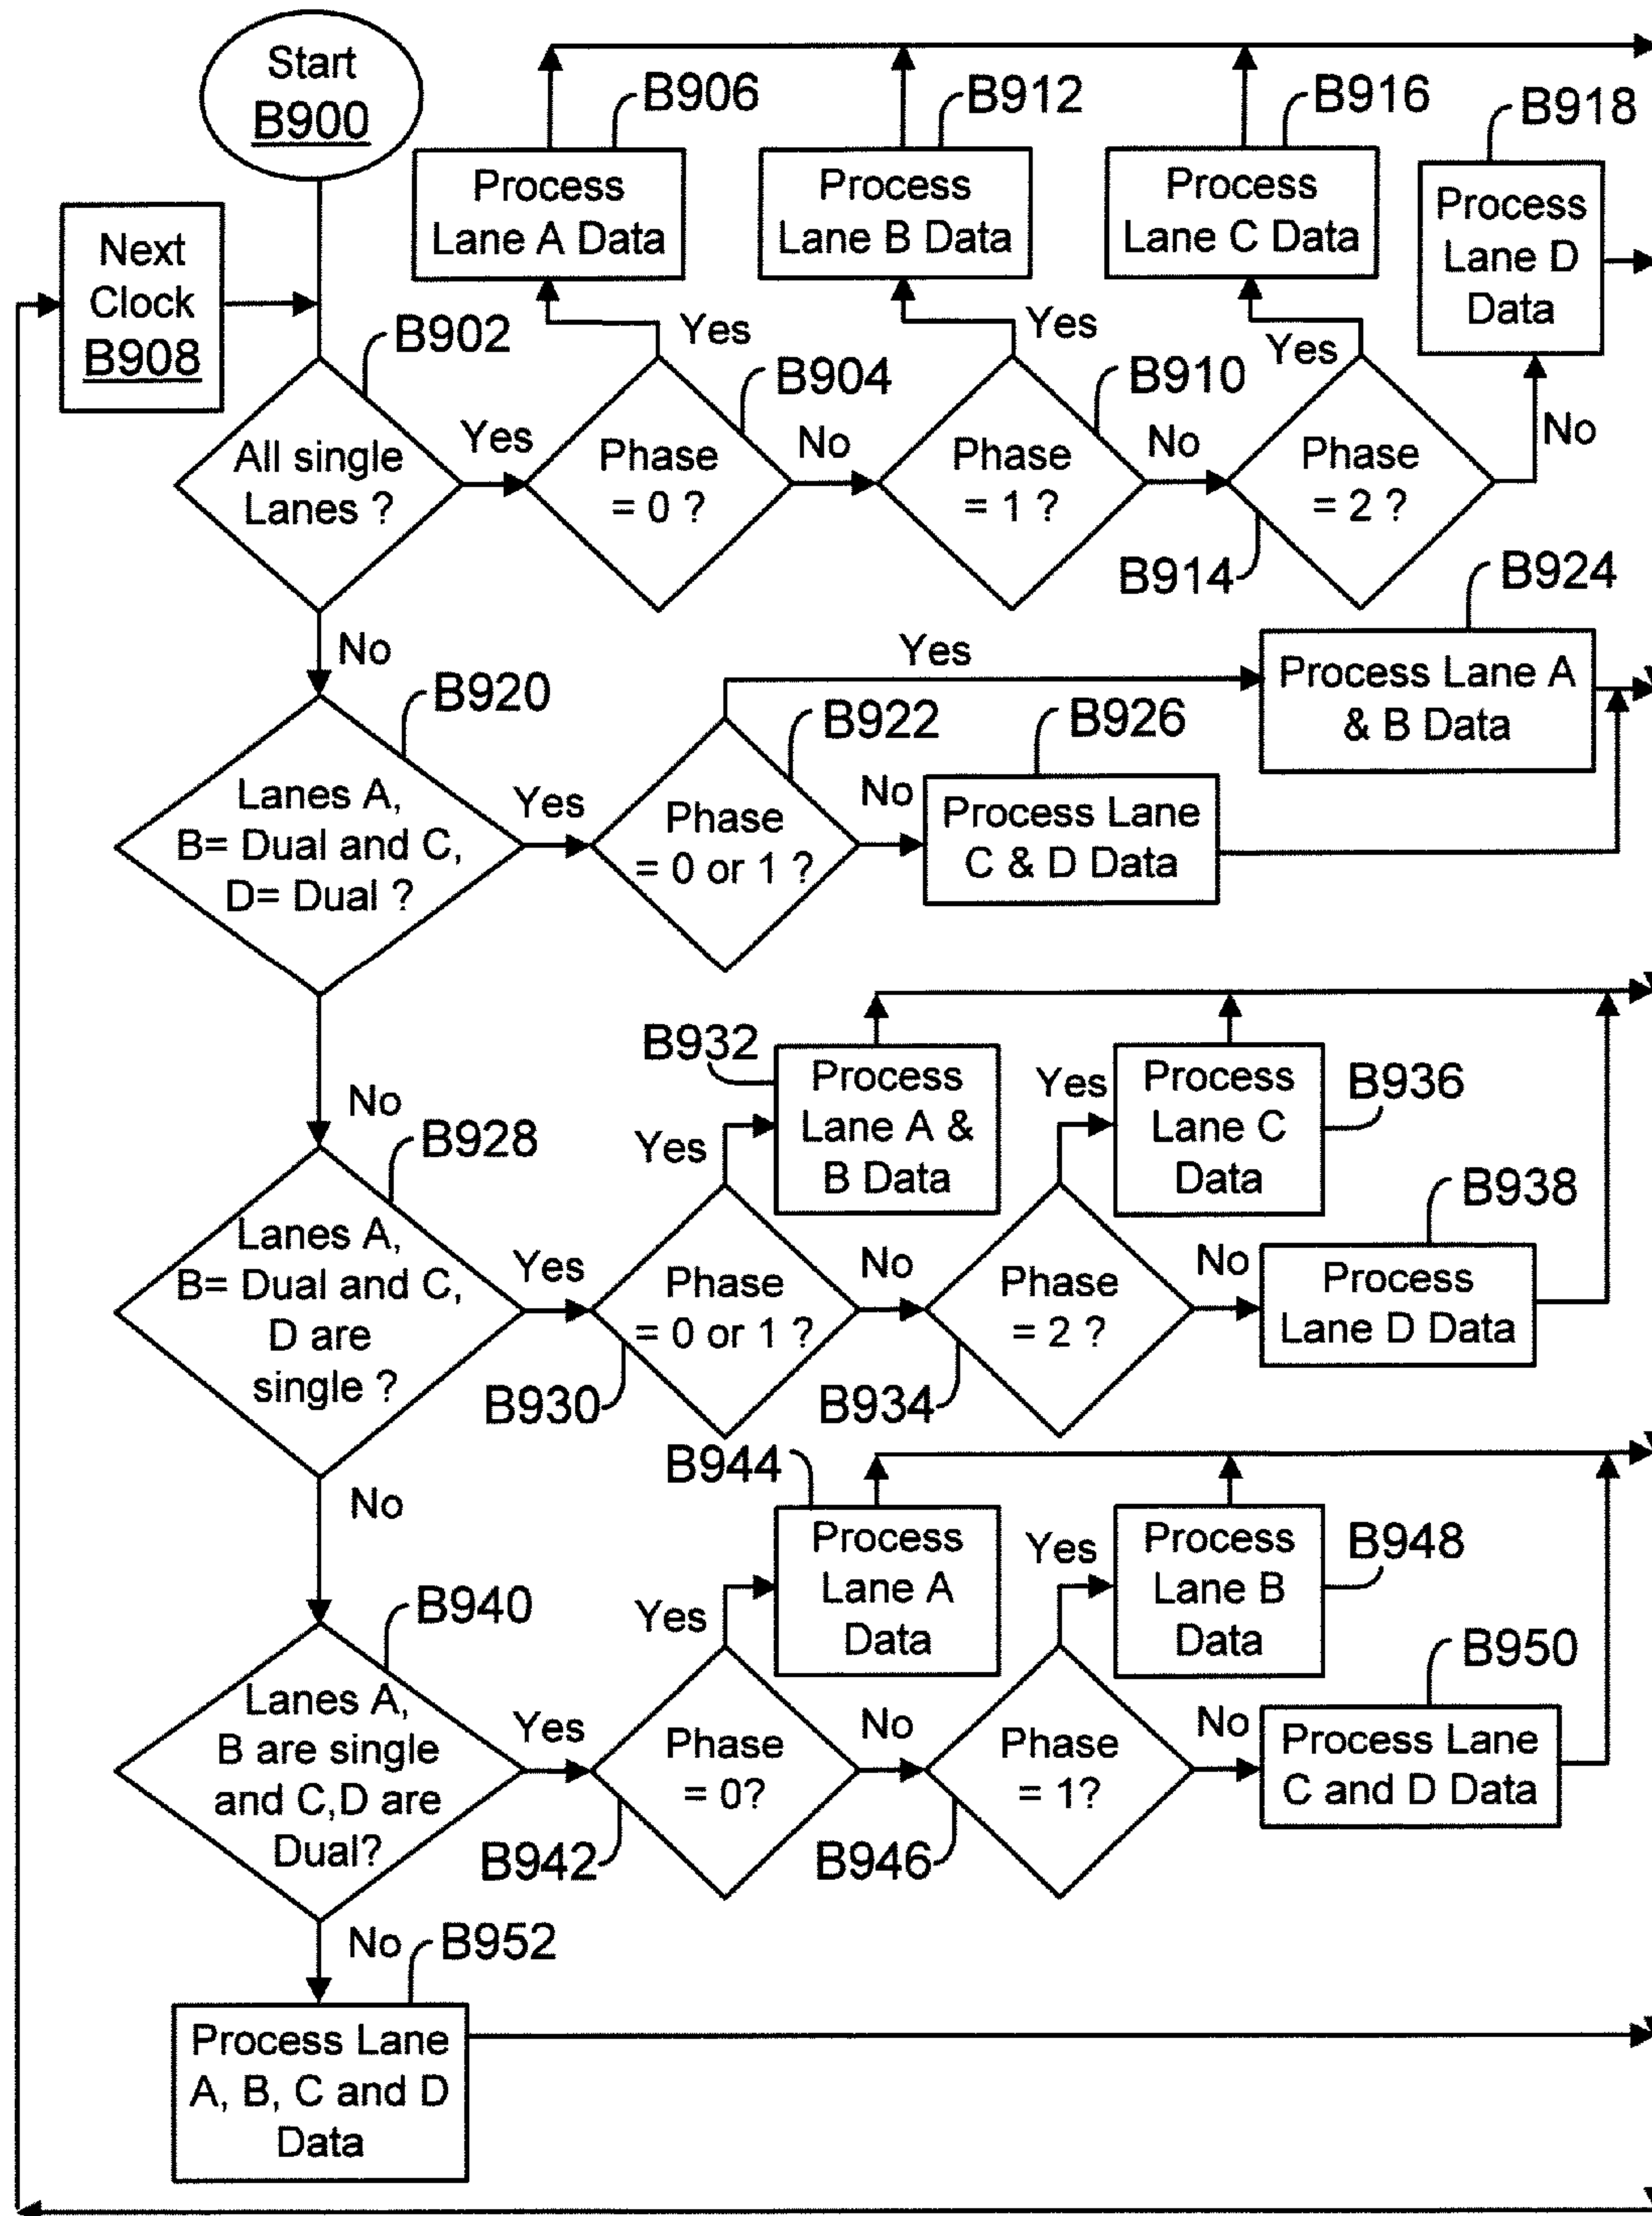 Start
B900
B906
B912
B916
B918
Process
Lane A Data
Process
Lane B Data
Process
Lane C Data
Process
Lane D
Data
Next
Clock
B908
B902
Yes
B904
Yes
B910
Yes
All single
Lanes ?
Yes
Phase
= 0 ?
No
Phase
= 1 ?
No
Phase
= 2 ?
No
B914
B924
No
B920
Yes
Process Lane A
& B Data
B922
B926
Lanes A,
B= Dual and C,
D= Dual ?
Yes
Phase
= 0 or 1 ?
No
Process Lane
C & D Data
No
B928
B932
Process
Lane A &
B Data
Yes
Yes
Process
Lane C
Data
B936
B938
Lanes A,
B= Dual and C,
D are
single ?
Yes
Phase
= 0 or 1 ?
No
Phase
= 2 ?
No
Process
Lane D Data
B930
B934
No
B940
B944
Process
Lane A
Data
Yes
Yes
Process
Lane B
Data
B948
B950
Lanes A,
B are single
and C,D are
Dual?
Yes
Phase
= 0?
No
Phase
= 1?
No
Process Lane
C and D Data
B942
B946
No
B952
Process Lane
A, B, C and D
Data